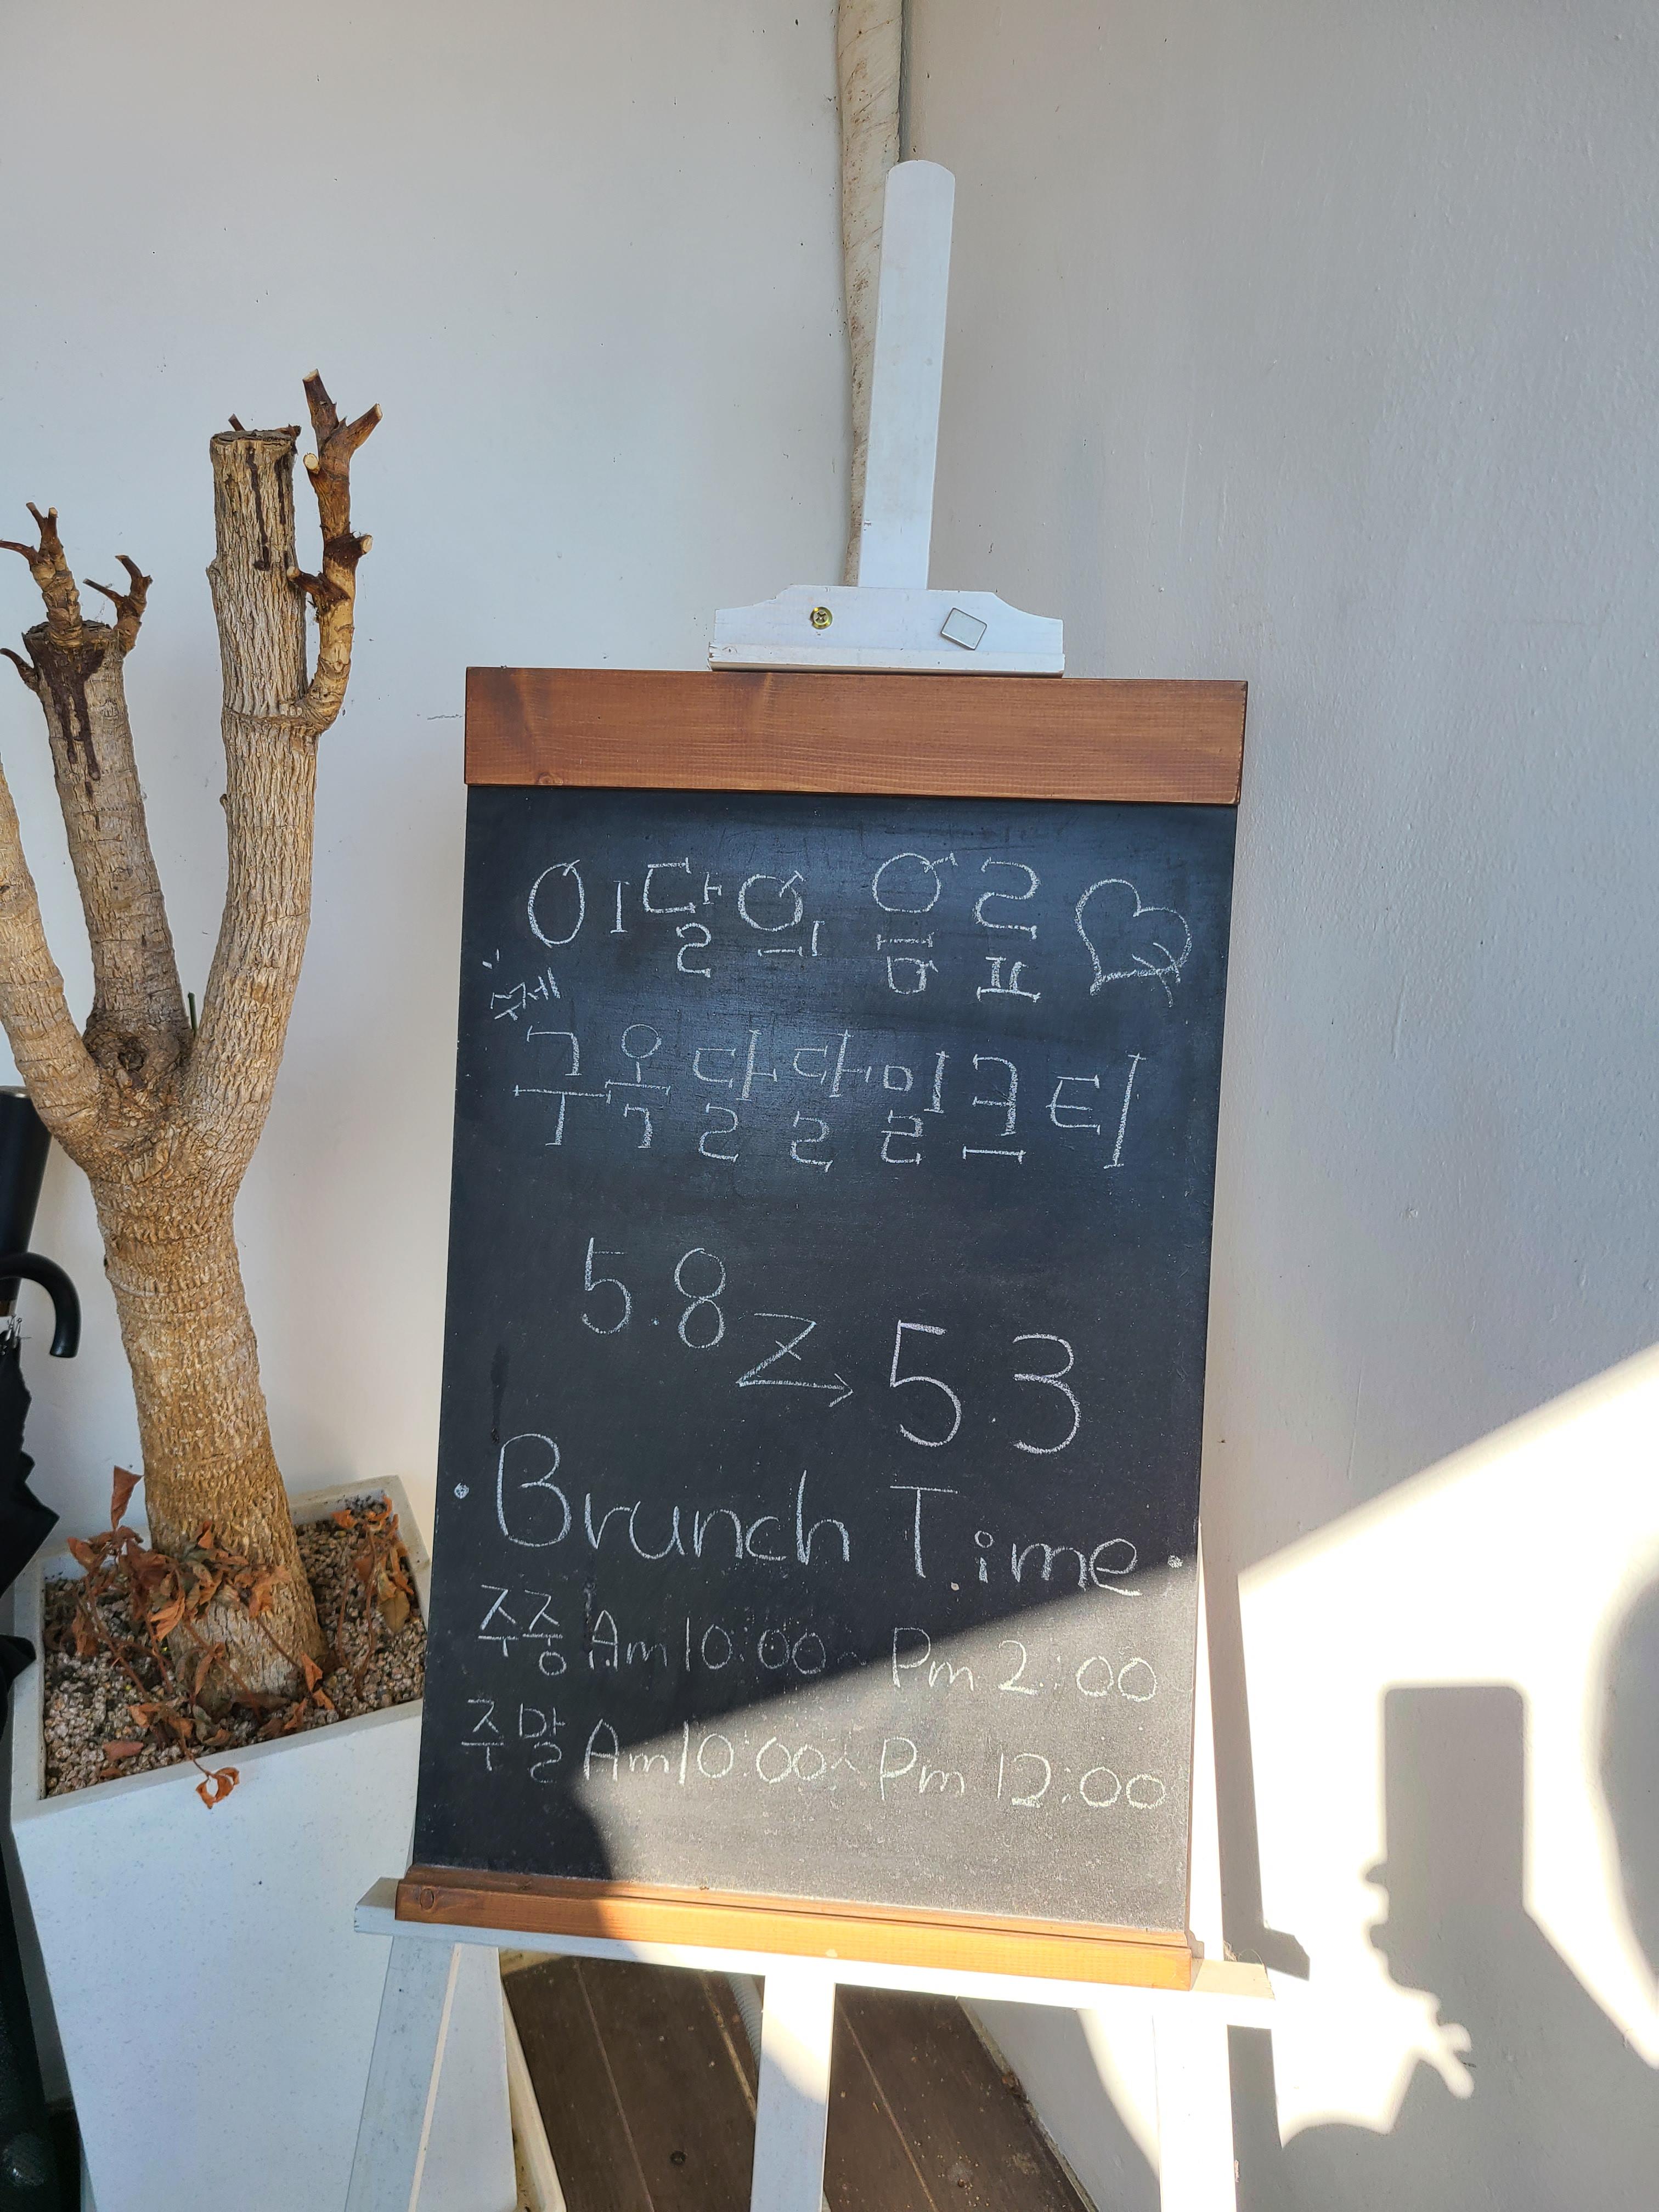 이달의 음료
수제
구욱달달밀크티
5.8 → 5.3
Brunch Time
주중 Am 10:00~ Pm 2:00
주말 Am 10:00~ Pm 12:00